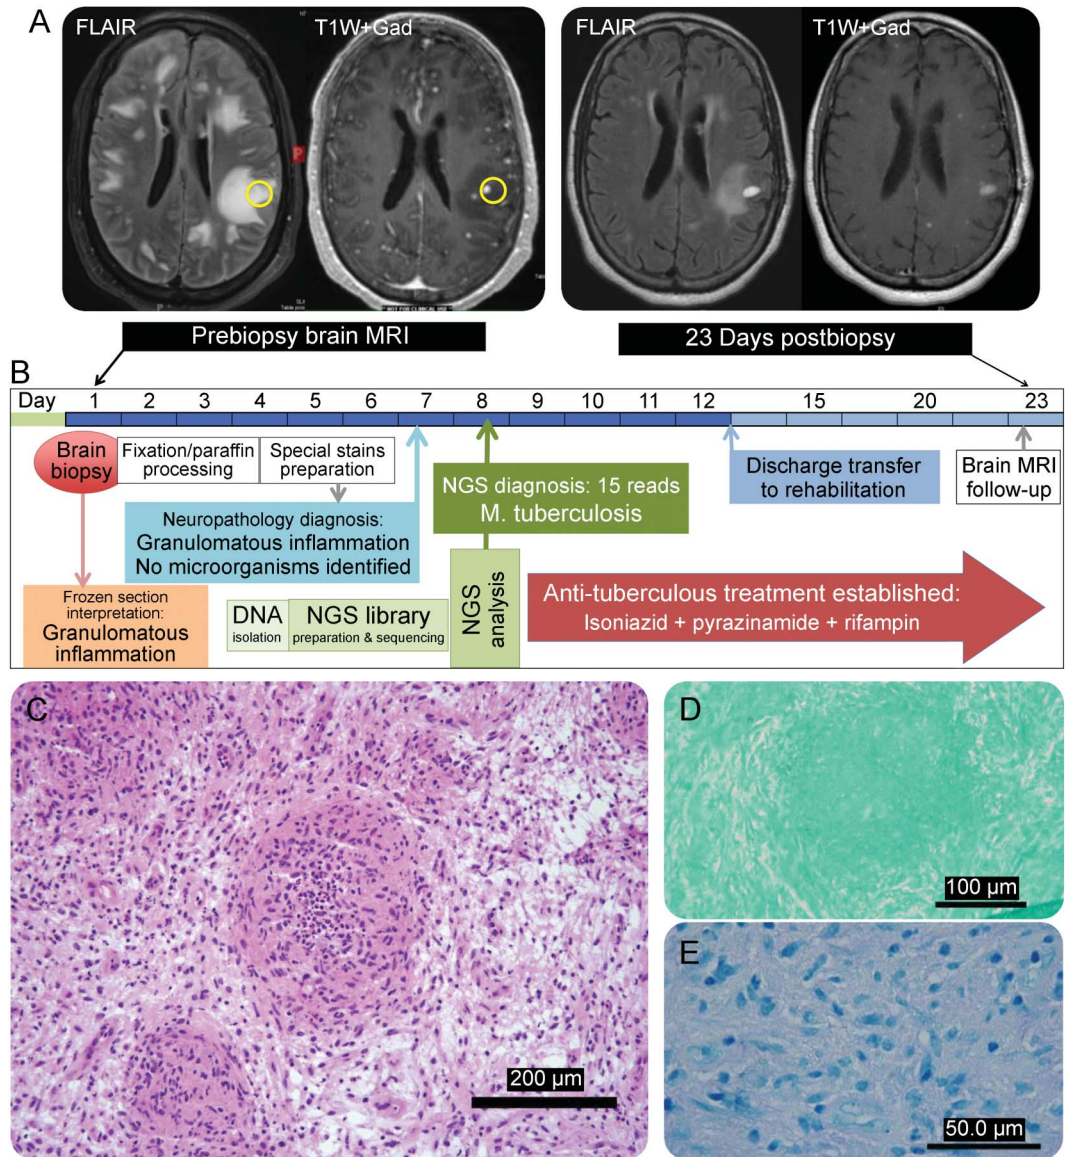 A
FLAIR
T1W+Gad
FLAIR
T1W+Gad
P
P
NOT FOR CLINICAL USE
Prebiopsy brain MRI
23 Days postbiopsy
B
Day 1 2 3 4 5 6 7 8 9 10 11 12 15 20 23
Brain
biopsy
Fixation/paraffin
processing
Special stains
preparation
NGS diagnosis: 15 reads
M. tuberculosis
Discharge transfer
to rehabilitation
Brain MRI
follow-up
Neuropathology diagnosis:
Granulomatous inflammation
No microorganisms identified
Frozen section
interpretation:
Granulomatous
inflammation
DNA
isolation
NGS library
preparation & sequencing
NGS
analysis
Anti-tuberculous treatment established:
Isoniazid + pyrazinamide + rifampin
C
200 µm
D
100 µm
E
50.0 µm